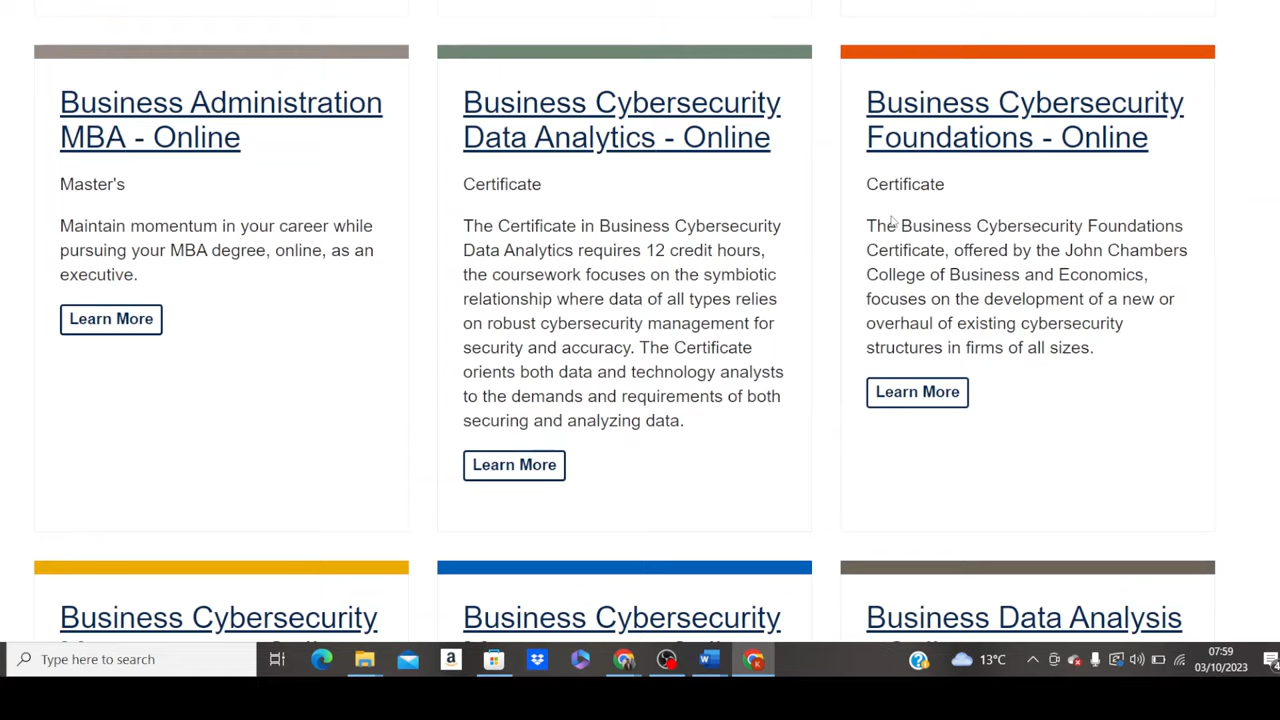 Business Administration
MBA - Online
Master's
Maintain momentum in your career while
pursuing your MBA degree, online, as an
executive.
Learn More
Business Cybersecurity
Data Analytics - Online
Certificate
The Certificate in Business Cybersecurity
Data Analytics requires 12 credit hours,
the coursework focuses on the symbiotic
relationship where data of all types relies
on robust cybersecurity management for
security and accuracy. The Certificate
orients both data and technology analysts
to the demands and requirements of both
securing and analyzing data.
Learn More
Business Cybersecurity
Foundations - Online
Certificate
The Business Cybersecurity Foundations
Certificate, offered by the John Chambers
College of Business and Economics,
focuses on the development of a new or
overhaul of existing cybersecurity
structures in firms of all sizes.
Learn More
Business Cybersecurity
Business Cybersecurity
Business Data Analysis
Type here to search
13°C
07:59
03/10/2023